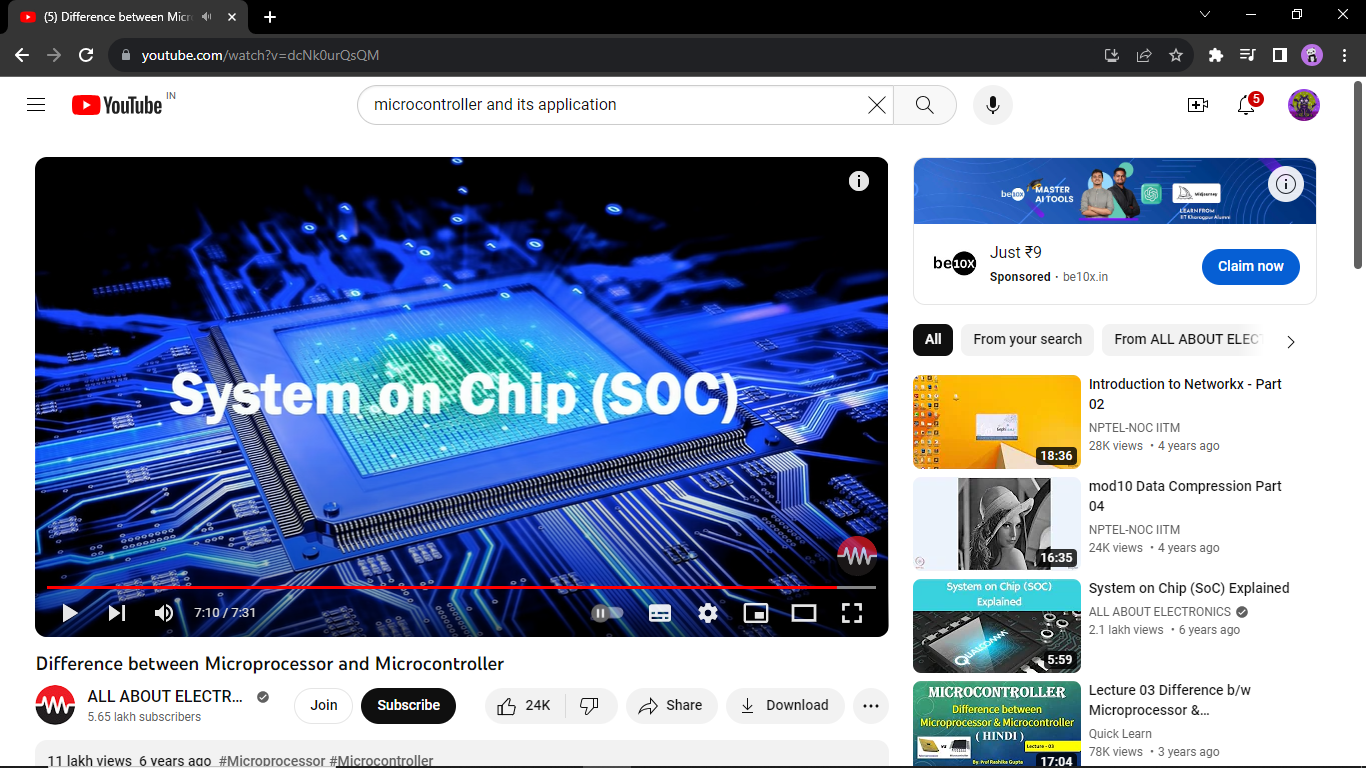 (5) Difference between Micr
youtube.com/watch?v=dcNk0urQsQM
YouTube IN
microcontroller and its application
5
System on Chip (SOC)
7:10 / 7:31
Difference between Microprocessor and Microcontroller
ALL ABOUT ELECTR...
5.65 lakh subscribers
Join
Subscribe
24K
Share
Download
11 lakh views 6 years ago #Microprocessor #Microcontroller
be10x
MASTER
AI TOOLS
Midjourney
LEARN FROM
IIT Kharagpur Alumni
be10X
Just ₹9
Sponsored · be10x.in
Claim now
All
From your search
From ALL ABOUT ELEC
18:36
Introduction to Networkx - Part
02
NPTEL-NOC IITM
28K views • 4 years ago
16:35
mod10 Data Compression Part
04
NPTEL-NOC IITM
24K views • 4 years ago
System on Chip (SOC)
Explained
QUALCOMM
5:59
System on Chip (SoC) Explained
ALL ABOUT ELECTRONICS
2.1 lakh views • 6 years ago
MICROCONTROLLER
Difference between
Microprocessor & Microcontroller
( HINDI )
VS
Lecture - 03
By: Prof Rashika Gupta
17:04
Lecture 03 Difference b/w
Microprocessor &...
Quick Learn
78K views • 3 years ago